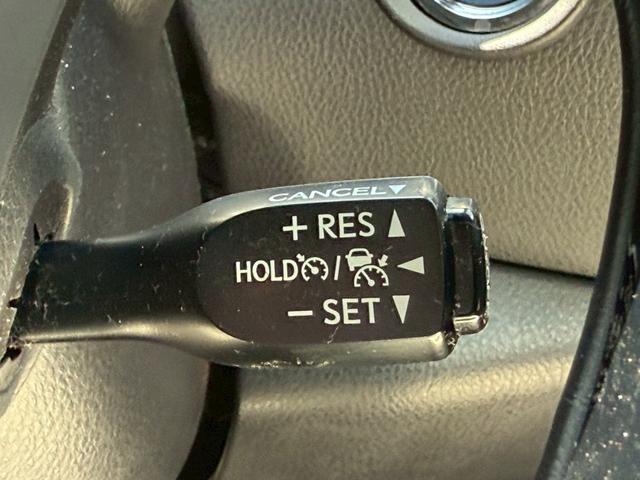 CANCEL▼
+ RES ▲
HOLD / ◀
− SET ▼